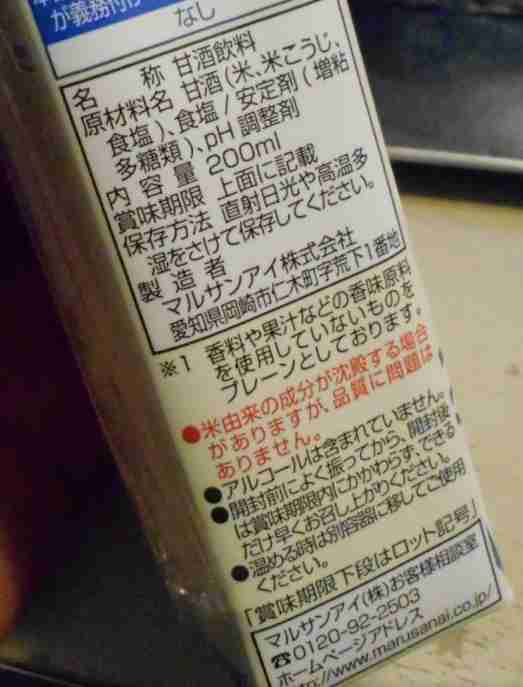 が義務付け
なし
名 称 甘酒飲料
原材料名 甘酒（米、米こうじ、
食塩）、食塩／安定剤（増粘
多糖類）、pH調整剤
内容量 200ml
賞味期限 上面に記載
保存方法 直射日光や高温多
湿をさけて保存してください。
製造者
マルサンアイ株式会社
愛知県岡崎市仁木町字荒下1番地
※1 香料や果汁などの香味原料
を使用していないものを
プレーンとしております。
●米由来の成分が沈殿する場合
がありますが、品質に問題は
ありません。
●アルコールは含まれていません。
●開封前によく振ってから、開封後
は賞味期限内にかかわらず、できる
だけ早くお召し上がりください。
●温める時は別容器に移してご使用
ください。
「賞味期限下段はロット記号」
マルサンアイ(株)お客様相談室
☎0120-92-2503
ホームページアドレス
http://www.marusanai.co.jp/